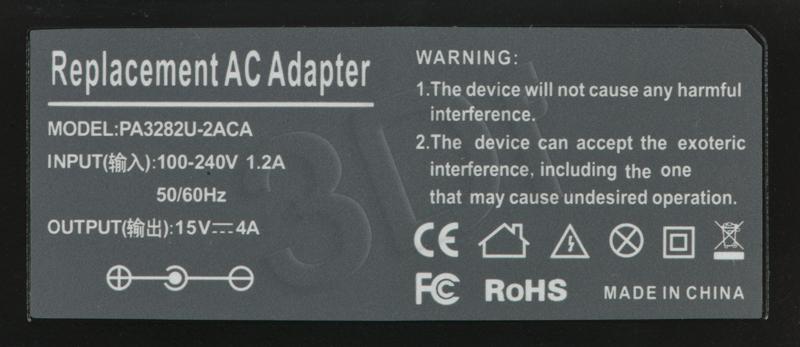 Replacement AC Adapter
MODEL:PA3282U-2ACA
INPUT(输入):100-240V 1.2A
50/60Hz
OUTPUT(输出):15V⎓4A
WARNING:
1.The device will not cause any harmful
interference.
2.The device can accept the exoteric
interference, including the one
that may cause undesired operation.
CE
FC RoHS MADE IN CHINA
3Di